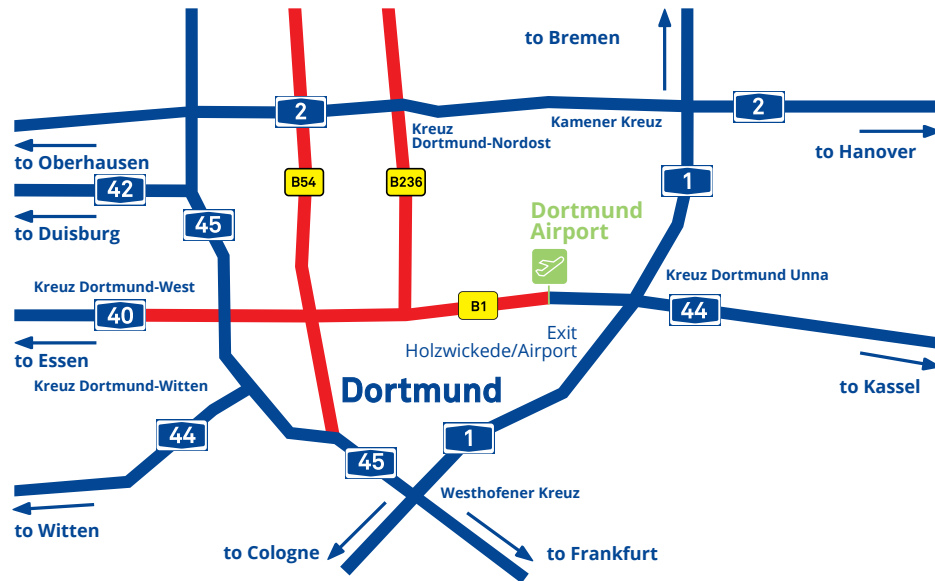 to Bremen
2
2
Kreuz
Dortmund-Nordost
Kamener Kreuz
to Oberhausen
to Hanover
42
B54
B236
1
45
to Duisburg
Dortmund
Airport
Kreuz Dortmund-West
Kreuz Dortmund Unna
40
B1
44
to Essen
Exit
Holzwickede/Airport
Kreuz Dortmund-Witten
Dortmund
to Kassel
44
1
45
Westhofener Kreuz
to Witten
to Cologne
to Frankfurt